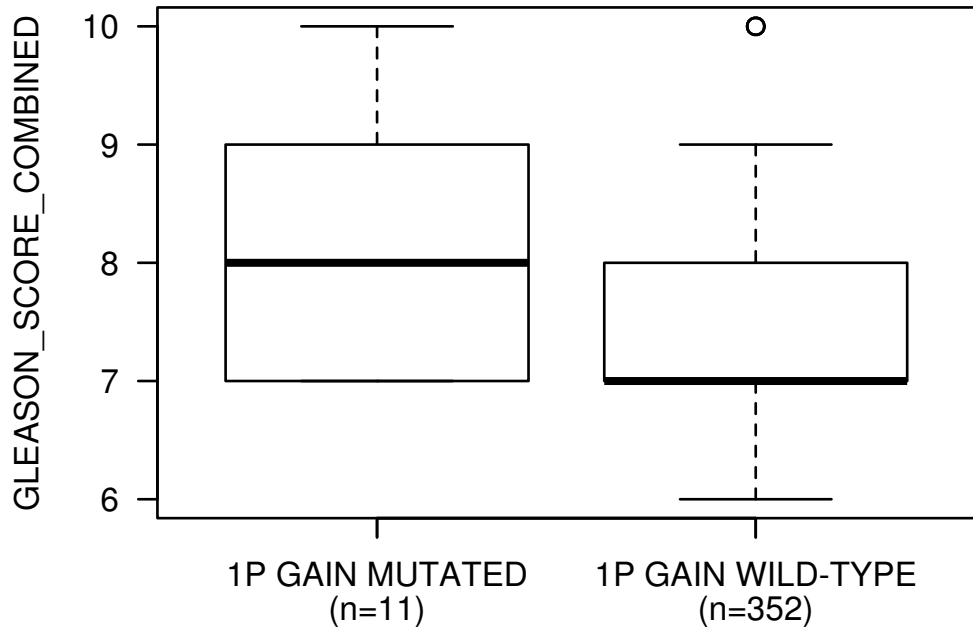 GLEASON_SCORE_COMBINED
10
9
8
7
6
1P GAIN MUTATED
(n=11)
1P GAIN WILD-TYPE
(n=352)